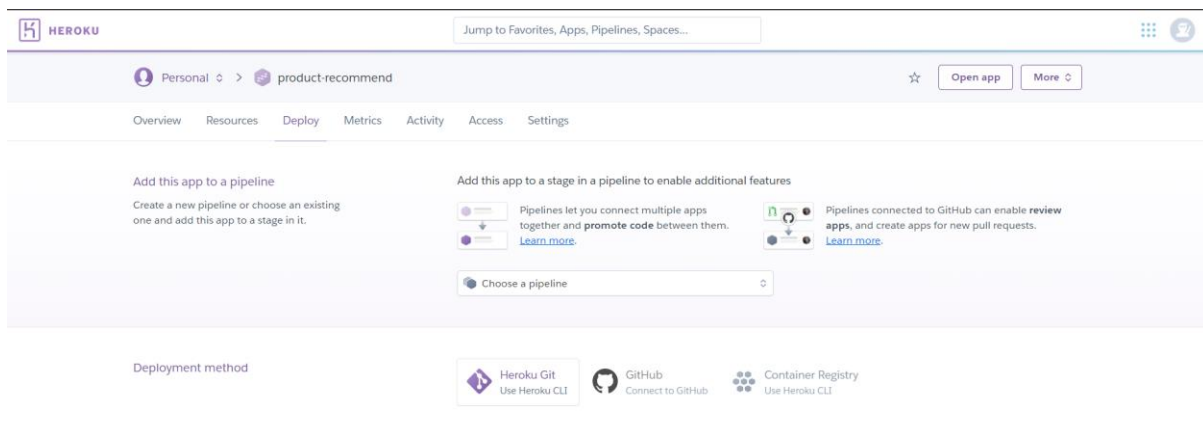 HEROKU
Jump to Favorites, Apps, Pipelines, Spaces...
Personal > product-recommend
Open app
More
Overview Resources Deploy Metrics Activity Access Settings
Add this app to a pipeline
Create a new pipeline or choose an existing
one and add this app to a stage in it.
Add this app to a stage in a pipeline to enable additional features
Pipelines let you connect multiple apps
together and promote code between them.
Learn more.
Pipelines connected to GitHub can enable review
apps, and create apps for new pull requests.
Learn more.
Choose a pipeline
Deployment method
Heroku Git
Use Heroku CLI
GitHub
Connect to GitHub
Container Registry
Use Heroku CLI